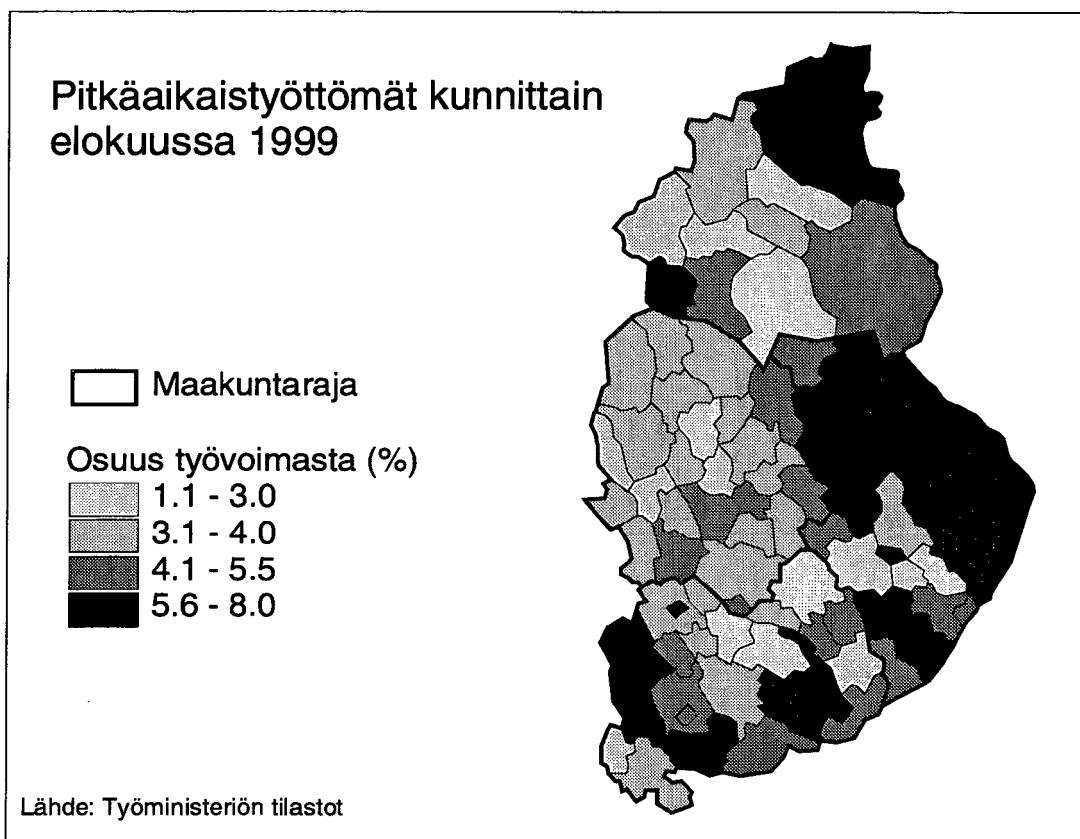 Pitkäaikaistyöttömät kunnittain
elokuussa 1999
Maakuntaraja
Osuus työvoimasta (%)
1.1 - 3.0
3.1 - 4.0
4.1 - 5.5
5.6 - 8.0
Lähde: Työministeriön tilastot